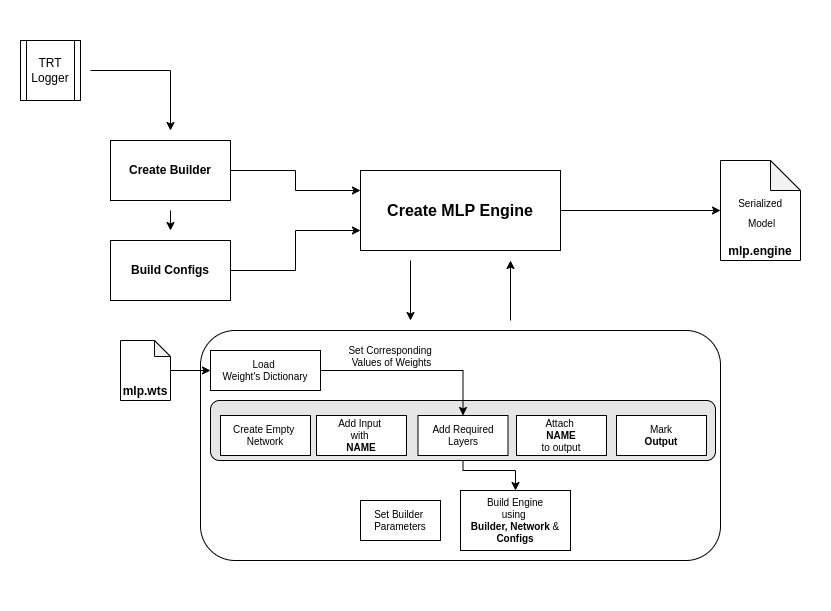 TRT
Logger
Create Builder
Build Configs
Create MLP Engine
Serialized
Model
mlp.engine
mlp.wts
Load
Weight's Dictionary
Set Corresponding
Values of Weights
Create Empty
Network
Add Input
with
NAME
Add Required
Layers
Attach
NAME
to output
Mark
Output
Set Builder
Parameters
Build Engine
using
Builder, Network &
Configs